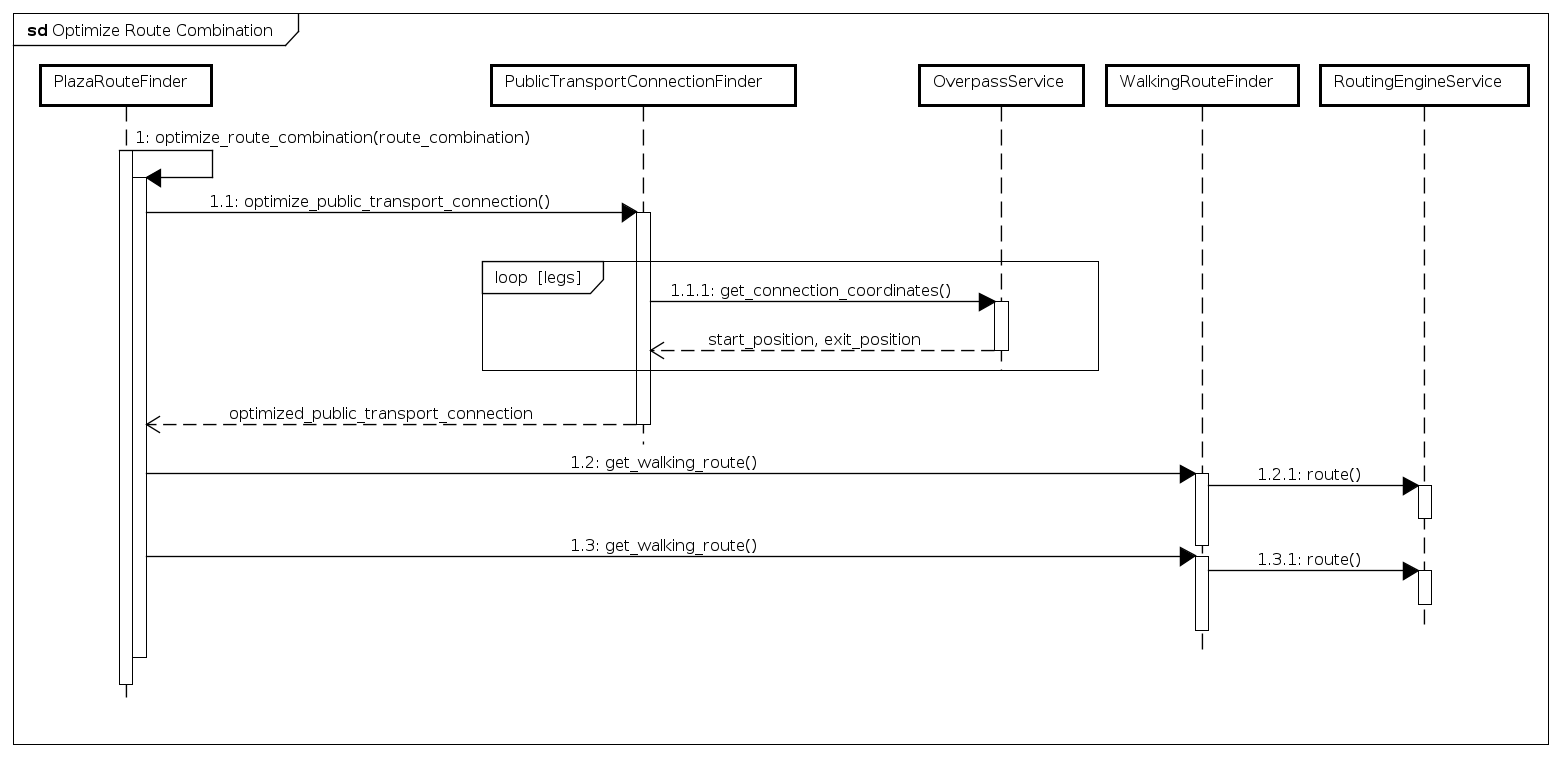 sd Optimize Route Combination
PlazaRouteFinder
PublicTransportConnectionFinder
OverpassService
WalkingRouteFinder
RoutingEngineService
1: optimize_route_combination(route_combination)
1.1: optimize_public_transport_connection()
loop [legs]
1.1.1: get_connection_coordinates()
start_position, exit_position
optimized_public_transport_connection
1.2: get_walking_route()
1.2.1: route()
1.3: get_walking_route()
1.3.1: route()